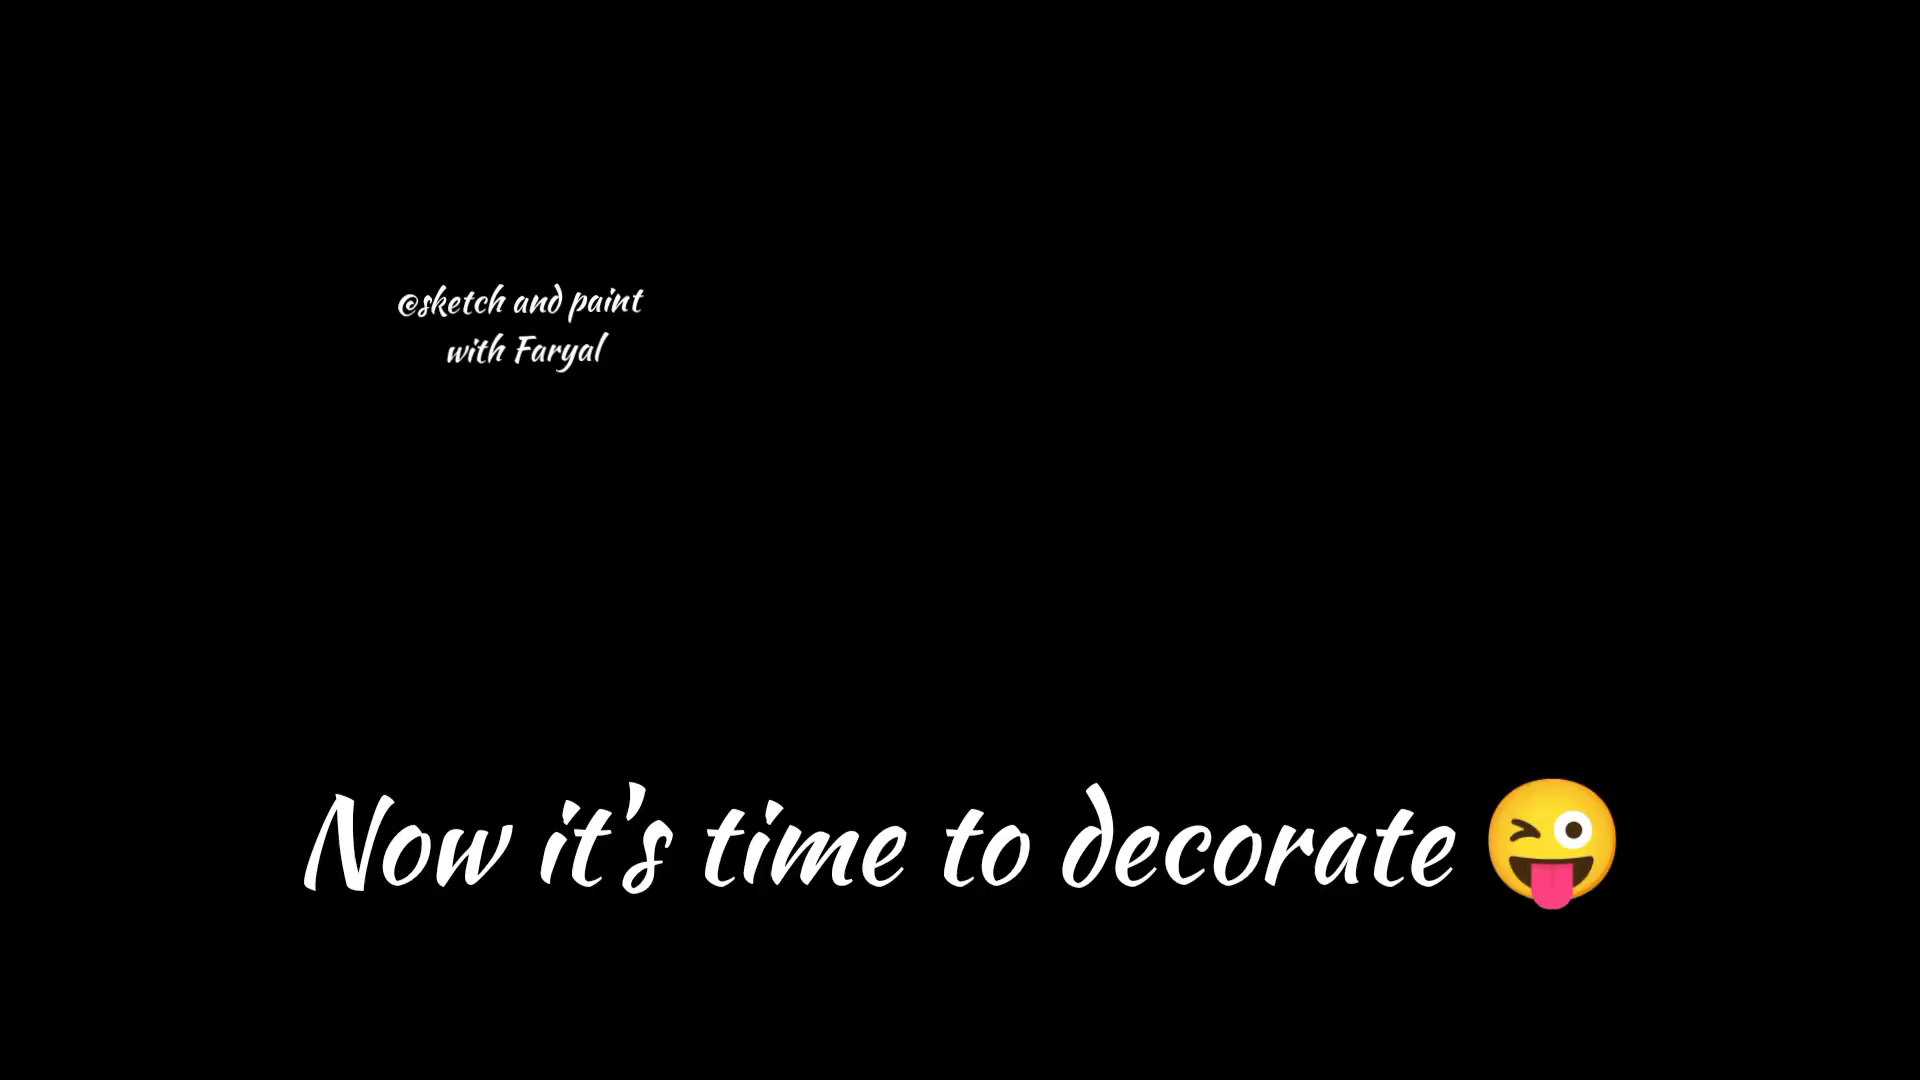 @sketch and paint
with Faryal
Now it's time to decorate 😜